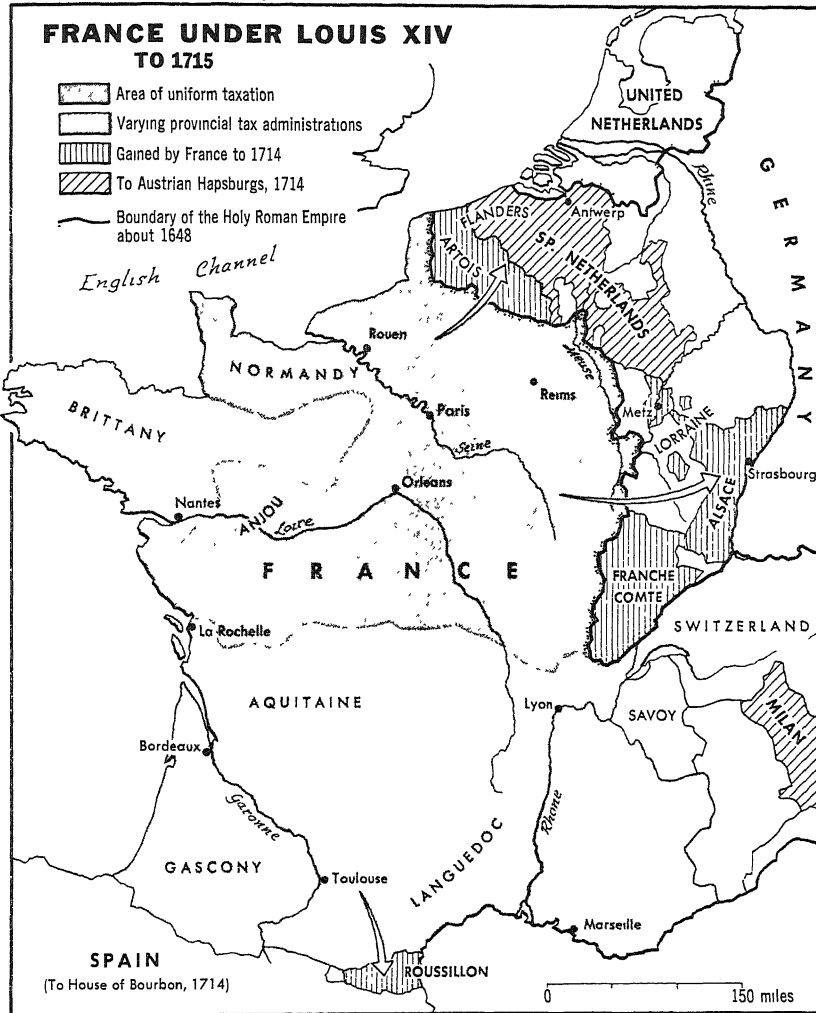 FRANCE UNDER LOUIS XIV
TO 1715
Area of uniform taxation
Varying provincial tax administrations
Gained by France to 1714
To Austrian Hapsburgs, 1714
Boundary of the Holy Roman Empire
about 1648
UNITED
NETHERLANDS
GERMANY
Rhine
English Channel
FLANDERS
Antwerp
ARTOIS
SP. NETHERLANDS
Rouen
NORMANDY
Meuse
Reims
Metz
LORRAINE
BRITTANY
Paris
Seine
Strasbourg
ALSACE
Orleans
Nantes
ANJOU
Loire
FRANCE
FRANCHE
COMTE
La Rochelle
SWITZERLAND
AQUITAINE
Lyon
SAVOY
MILAN
Bordeaux
Garonne
Rhone
GASCONY
LANGUEDOC
Toulouse
Marseille
SPAIN
(To House of Bourbon, 1714)
ROUSSILLON
0 150 miles